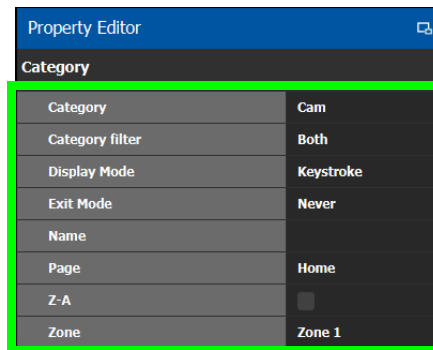 Property Editor
Category
Category Cam
Category filter Both
Display Mode Keystroke
Exit Mode Never
Name
Page Home
Z-A
Zone Zone 1